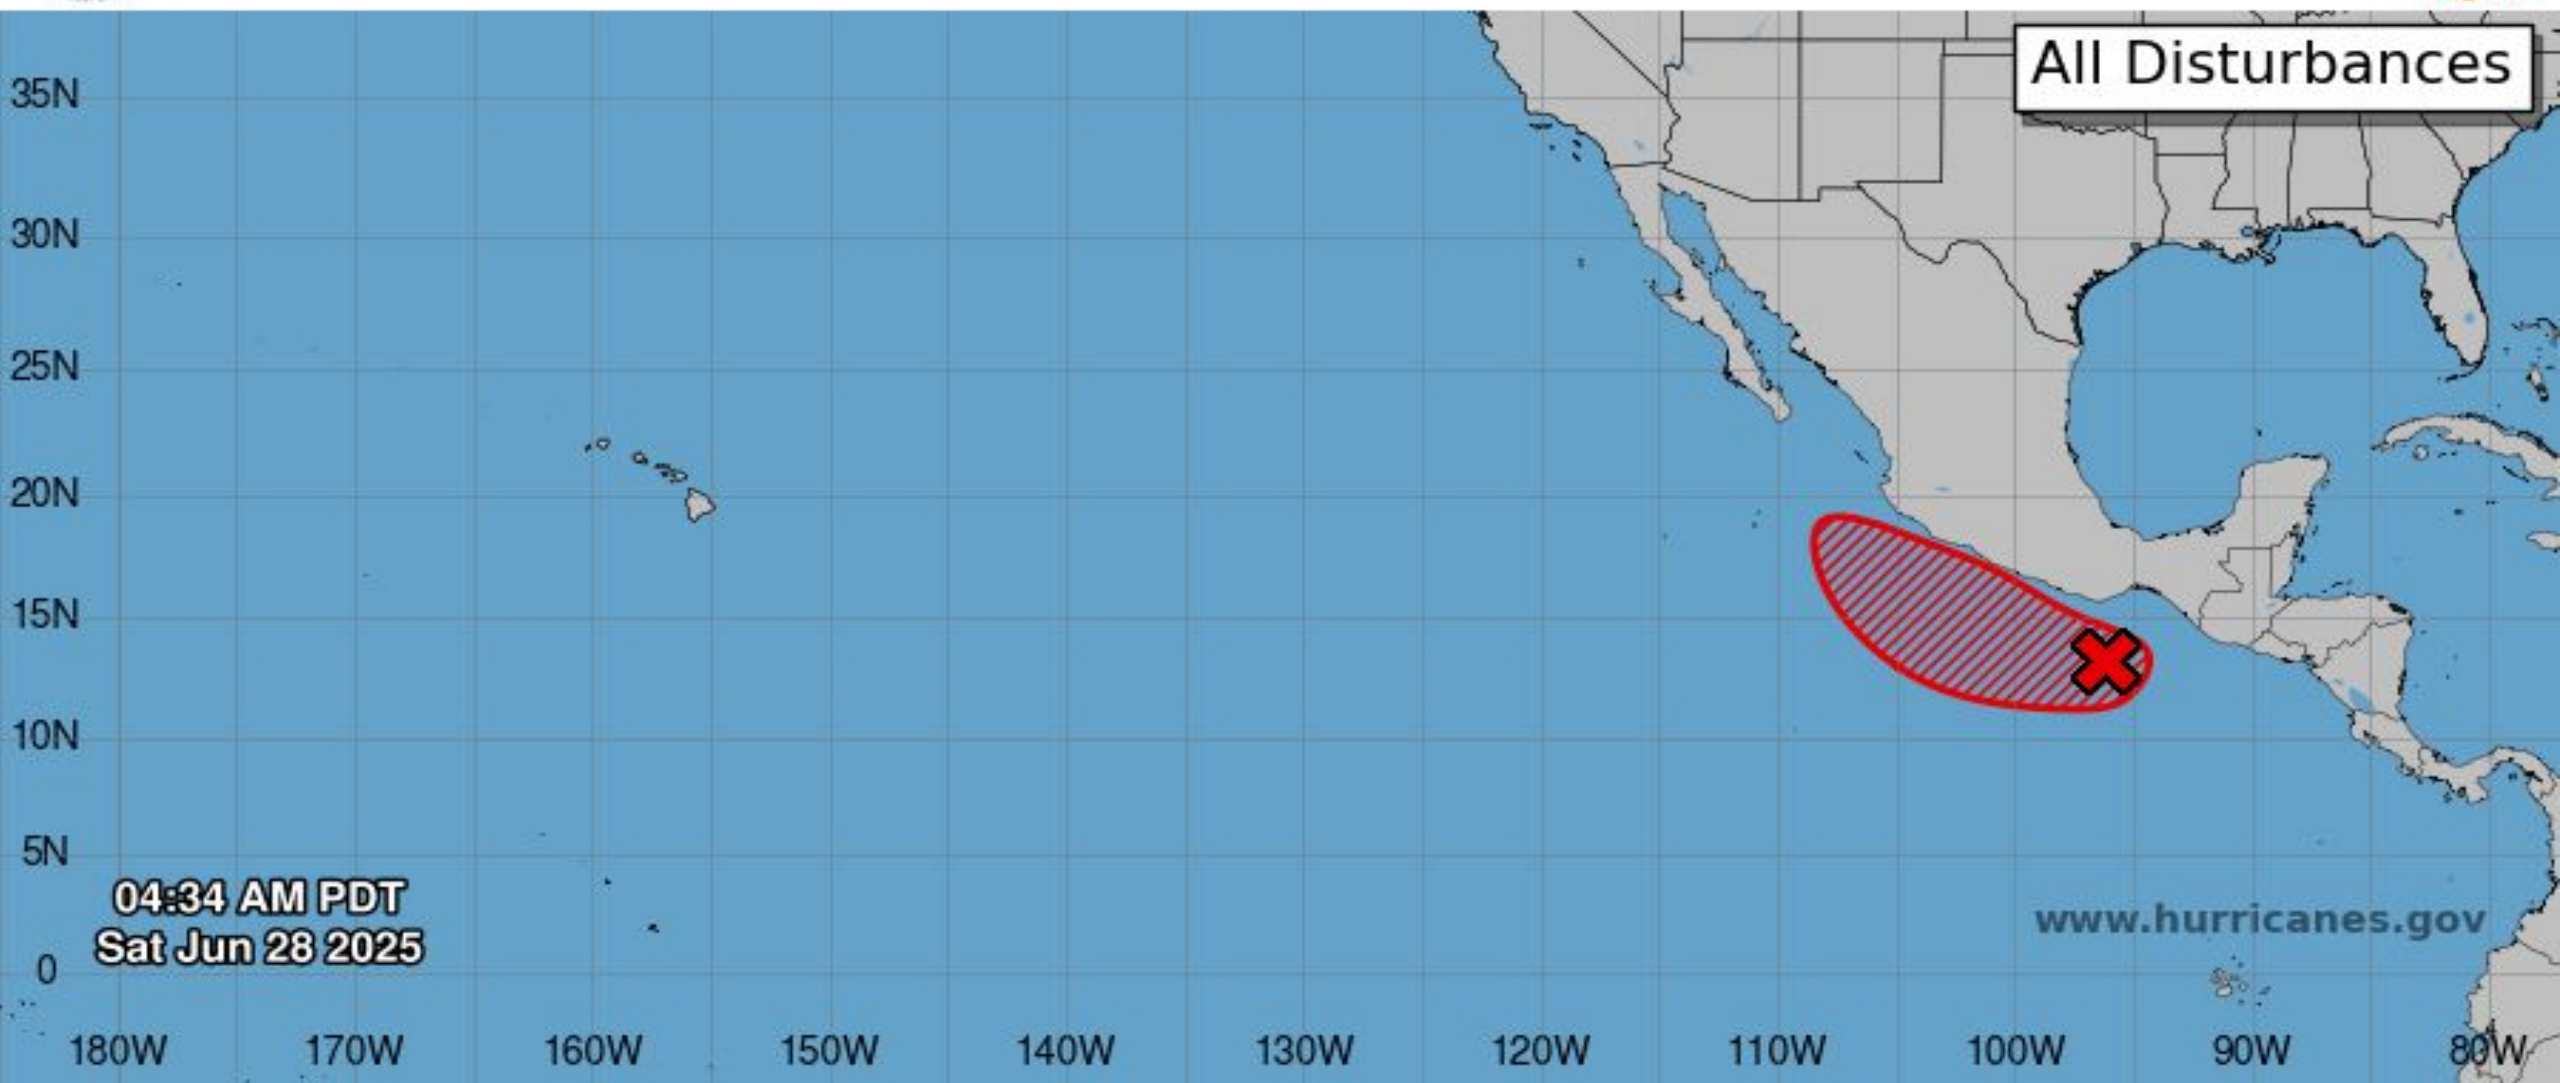 All Disturbances
35N
30N
25N
20N
15N
10N
5N
0
04:34 AM PDT
Sat Jun 28 2025
www.hurricanes.gov
180W 170W 160W 150W 140W 130W 120W 110W 100W 90W 80W